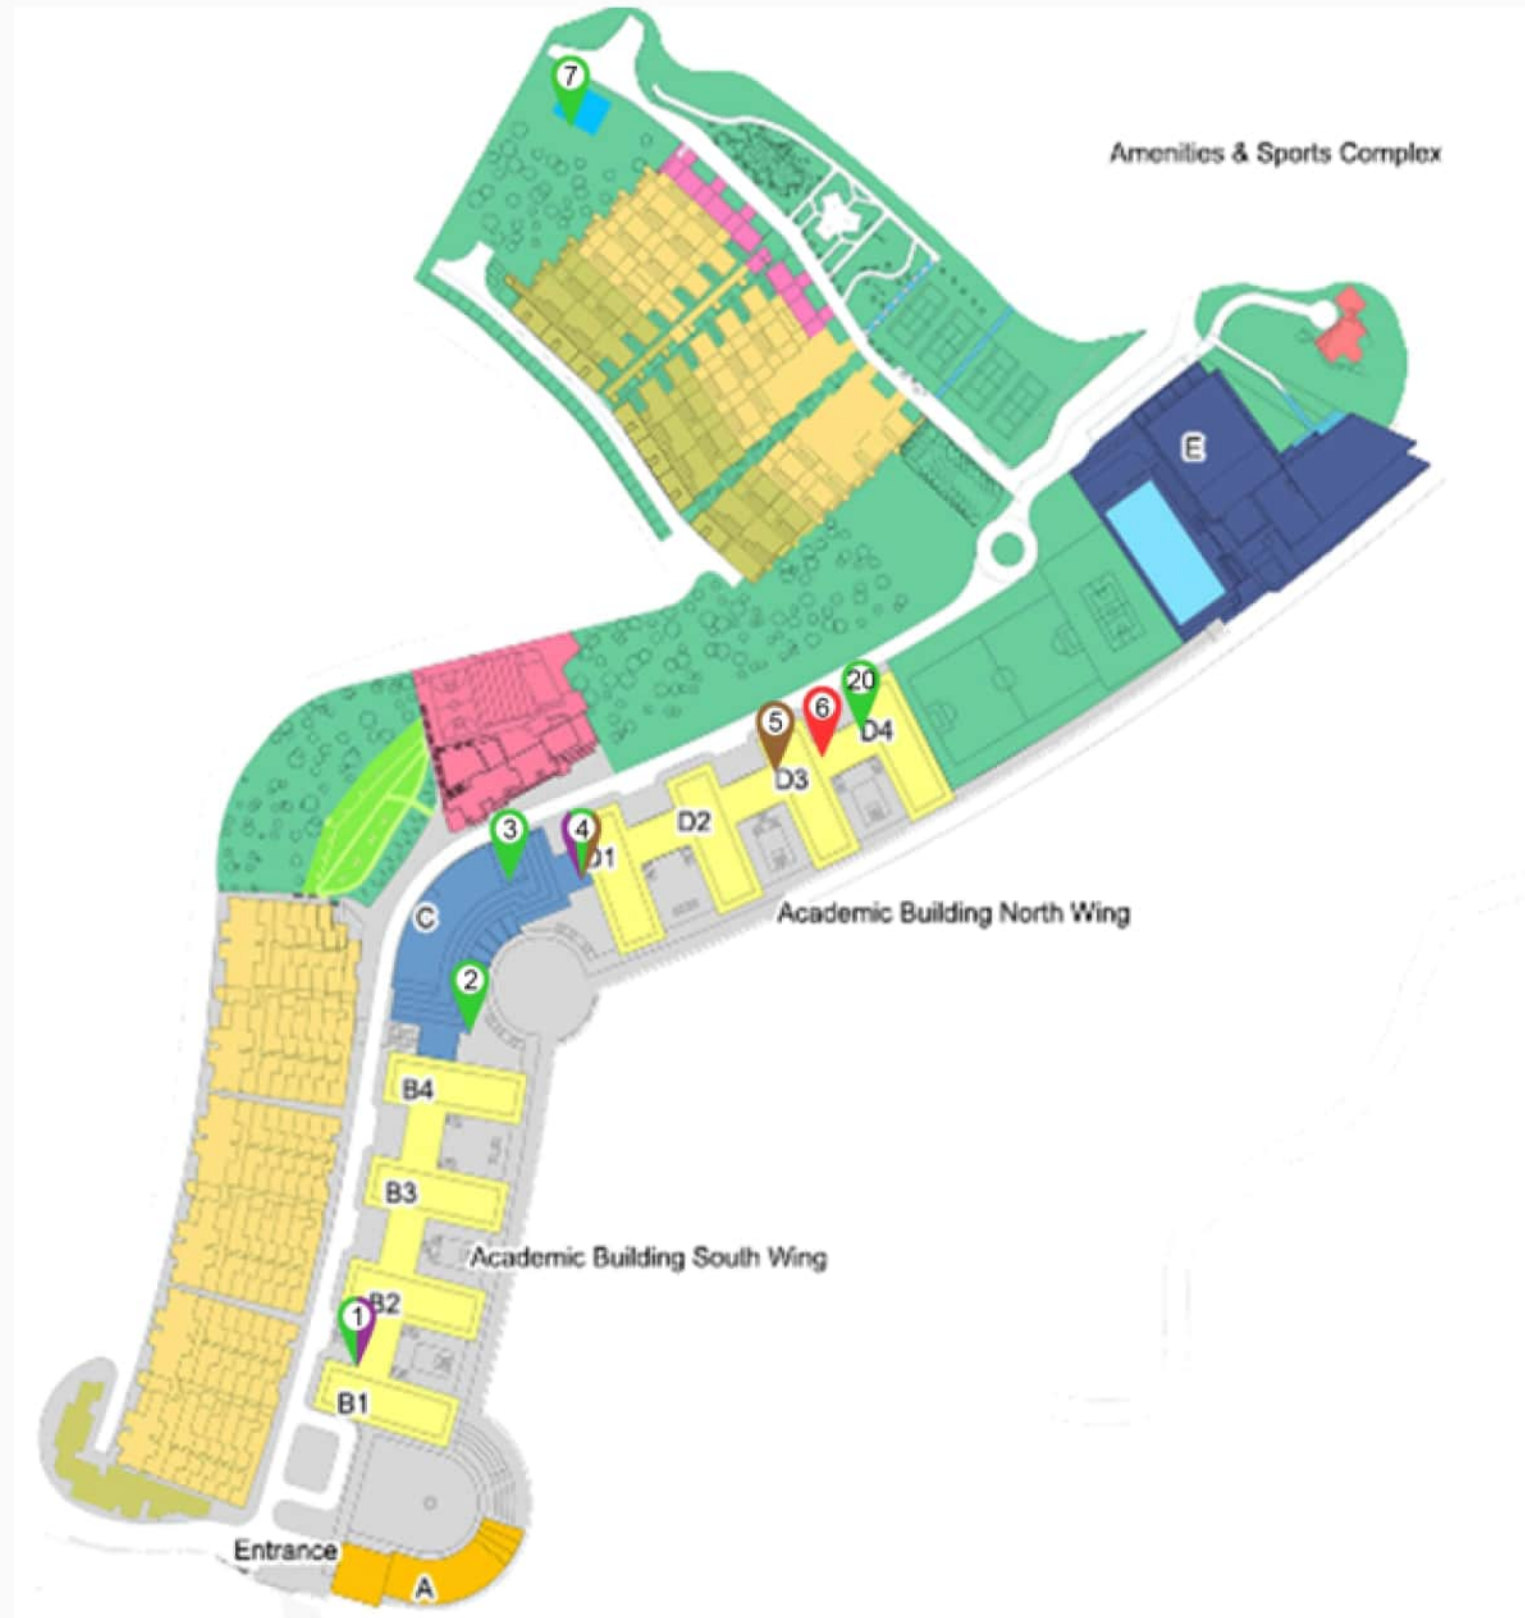 7
Amenities & Sports Complex
E
20
6
5
D4
D3
3
4
D2
D1
C
Academic Building North Wing
2
B4
B3
Academic Building South Wing
B2
1
B1
Entrance
A